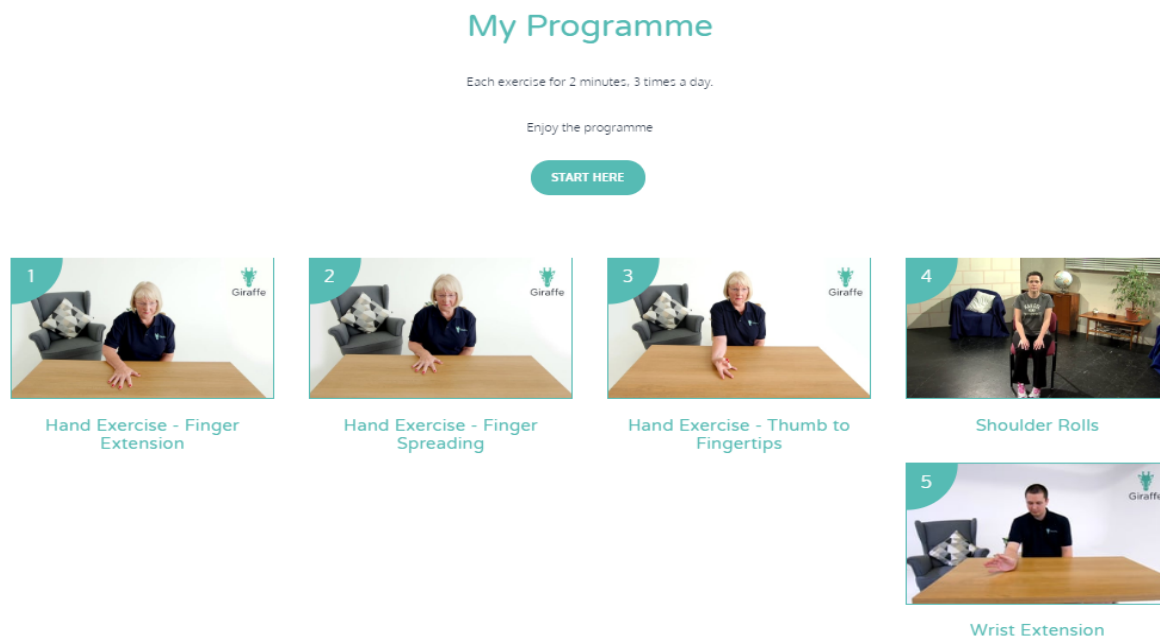 My Programme
Each exercise for 2 minutes, 3 times a day.
Enjoy the programme
START HERE
1
Giraffe
Hand Exercise - Finger
Extension
2
Giraffe
Hand Exercise - Finger
Spreading
3
Giraffe
Hand Exercise - Thumb to
Fingertips
4
Shoulder Rolls
5
Giraffe
Wrist Extension